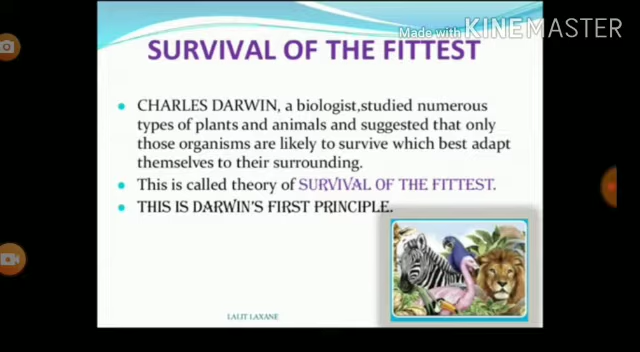 Made with KINEMASTER
SURVIVAL OF THE FITTEST
CHARLES DARWIN, a biologist,studied numerous
types of plants and animals and suggested that only
those organisms are likely to survive which best adapt
themselves to their surrounding.
This is called theory of SURVIVAL OF THE FITTEST.
THIS IS DARWIN'S FIRST PRINCIPLE.
LALIT LAXANE